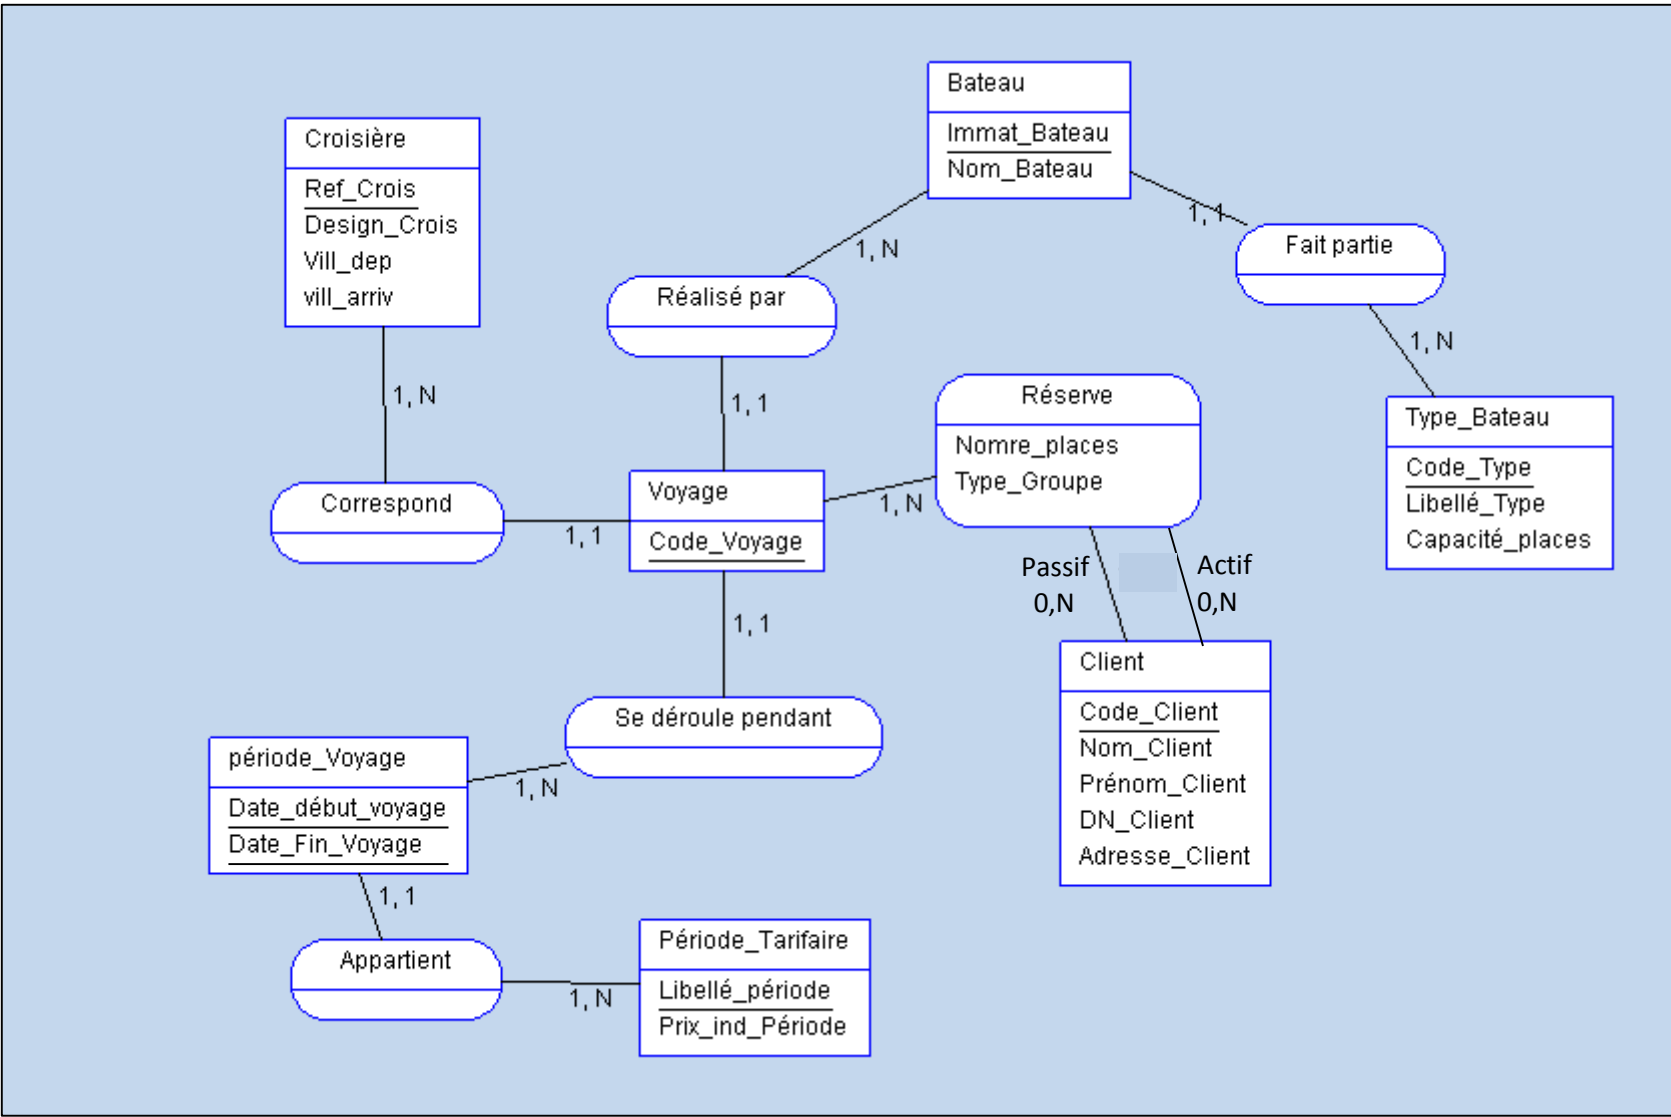 Bateau
Immat_Bateau
Nom_Bateau
Croisière
Ref_Crois
Design_Crois
Vill_dep
vill_arriv
1, 1
Fait partie
1, N
Réalisé par
1, N
1, N
1, 1
Réserve
Nomre_places
Type_Groupe
Type_Bateau
Code_Type
Libellé_Type
Capacité_places
Correspond
1, 1
Voyage
Code_Voyage
1, N
Passif
0,N
Actif
0,N
1, 1
Client
Code_Client
Nom_Client
Prénom_Client
DN_Client
Adresse_Client
Se déroule pendant
période_Voyage
Date_début_voyage
Date_Fin_Voyage
1, N
1, 1
Appartient
1, N
Période_Tarifaire
Libellé_période
Prix_ind_Période